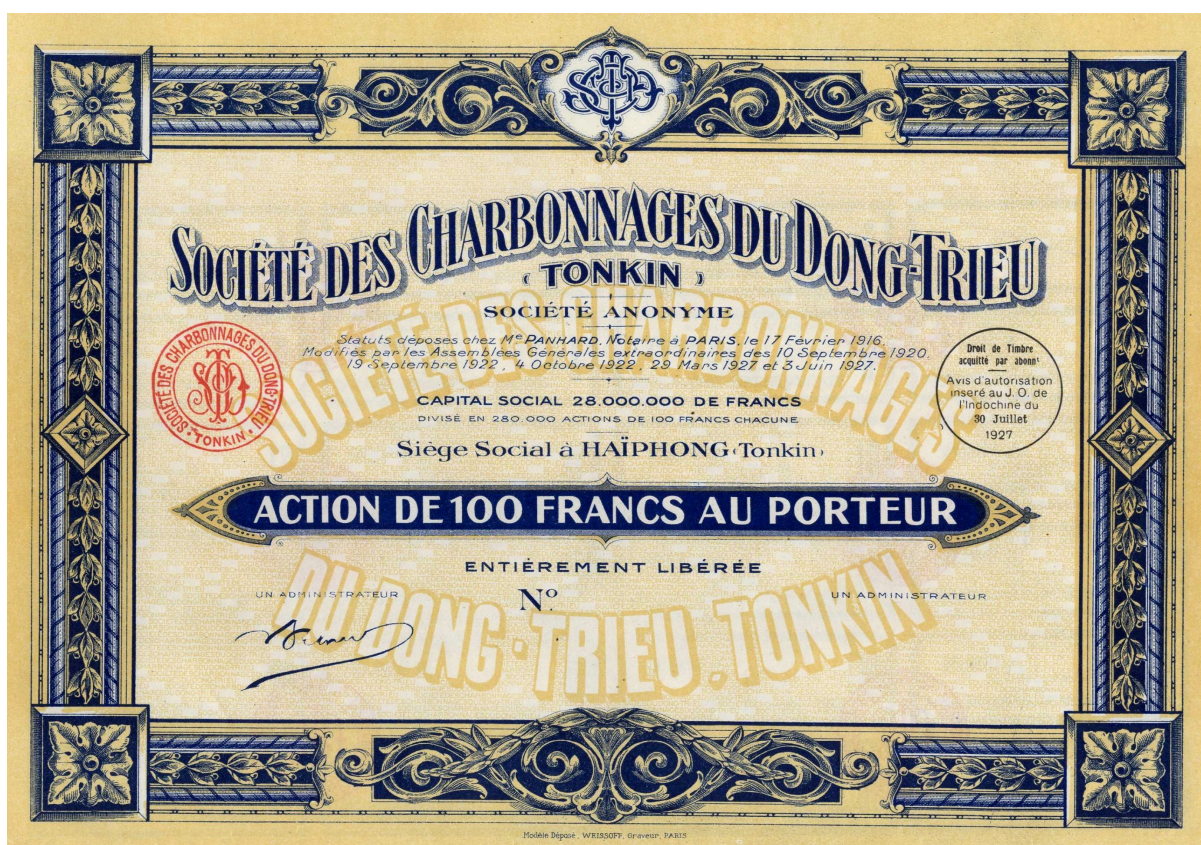 SOCIÉTÉ DES CHARBONNAGES DU DONG-TRIEU
( TONKIN )
SOCIÉTÉ ANONYME
Statuts déposés chez Mᵉ PANHARD, Notaire à PARIS, le 17 Février 1916.
Modifiés par les Assemblées Générales extraordinaires des 10 Septembre 1920,
19 Septembre 1922, 4 Octobre 1922, 29 Mars 1927 et 3 Juin 1927.
CAPITAL SOCIAL 28.000.000 DE FRANCS
DIVISÉ EN 280.000 ACTIONS DE 100 FRANCS CHACUNE
Siège Social à HAÏPHONG (Tonkin)
SOCIÉTÉ DES CHARBONNAGES DU DONG-TRIEU
TONKIN
Droit de Timbre
acquitté par abonᵗ
Avis d'autorisation
inséré au J. O. de
l'Indochine du
30 Juillet
1927
SOCIÉTÉ DES CHARBONNAGES
ACTION DE 100 FRANCS AU PORTEUR
ENTIÈREMENT LIBÉRÉE
UN ADMINISTRATEUR
Nº
UN ADMINISTRATEUR
DU DONG-TRIEU. TONKIN
Modèle Déposé. WEISSOFF, Graveur, PARIS